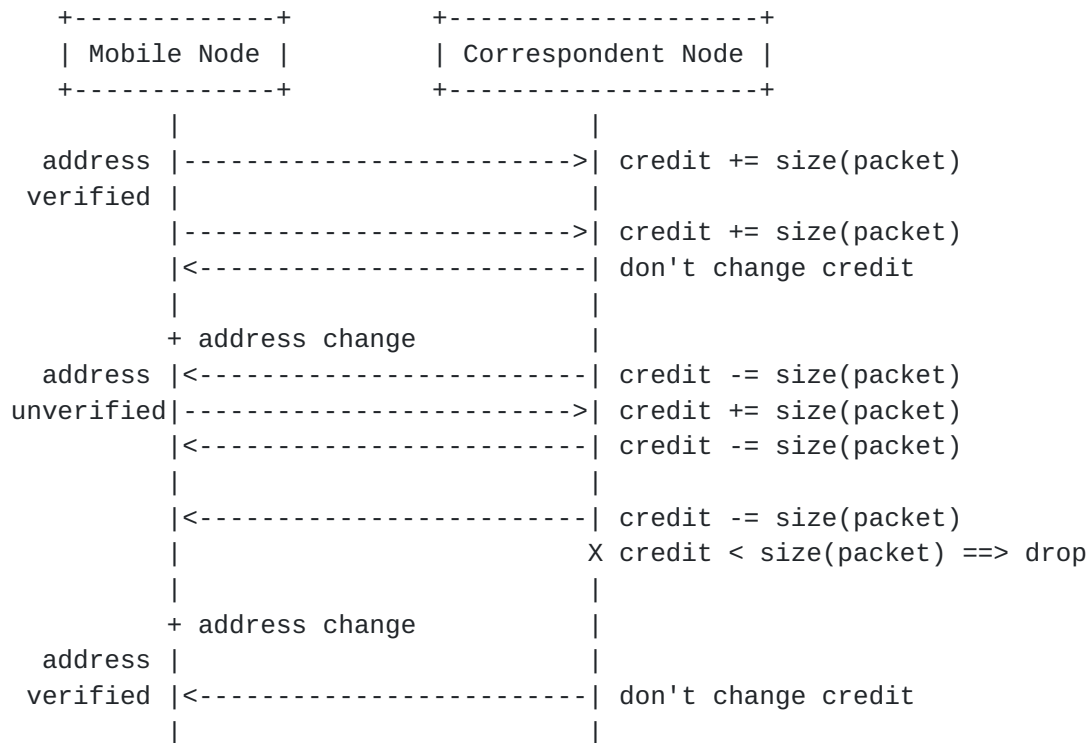 +-------------+        +--------------------+
| Mobile Node |        | Correspondent Node |
+-------------+        +--------------------+
|                         |
address |------------------------->| credit += size(packet)
verified |                         |
|------------------------->| credit += size(packet)
|<-------------------------| don't change credit
|                         |
+ address change          |
address |<-------------------------| credit -= size(packet)
unverified|------------------------->| credit += size(packet)
|<-------------------------| credit -= size(packet)
|                         |
|<-------------------------| credit -= size(packet)
|                         X credit < size(packet) ==> drop
|                         |
+ address change          |
address |                         |
verified |<-------------------------| don't change credit
|                         |